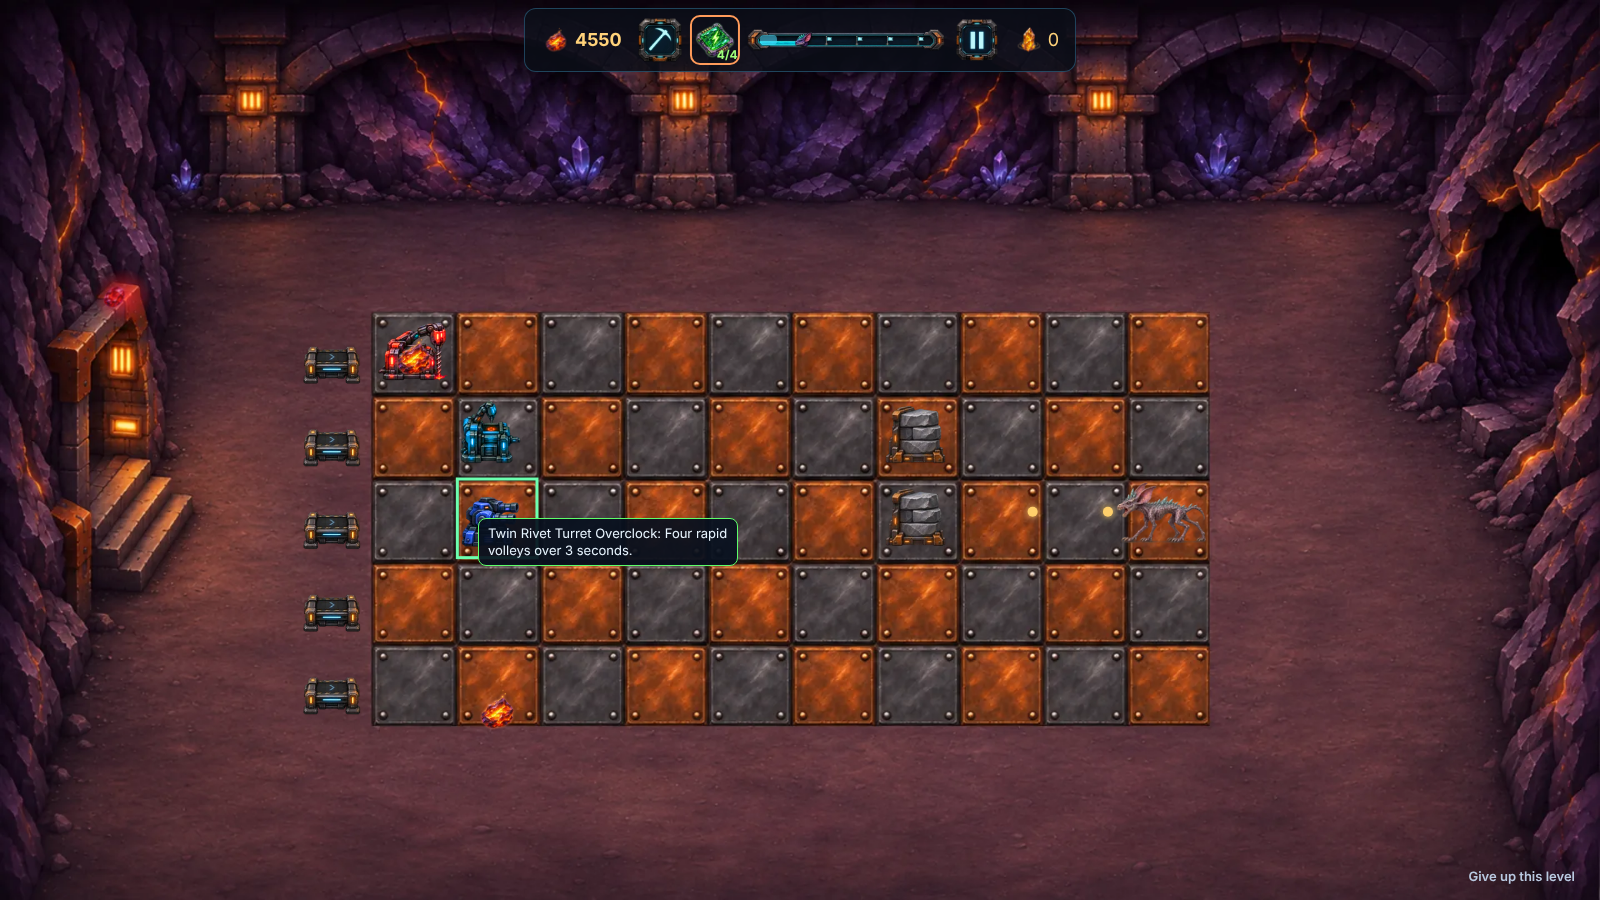 4550
4/4
0
Twin Rivet Turret Overclock: Four rapid
volleys over 3 seconds.
Give up this level